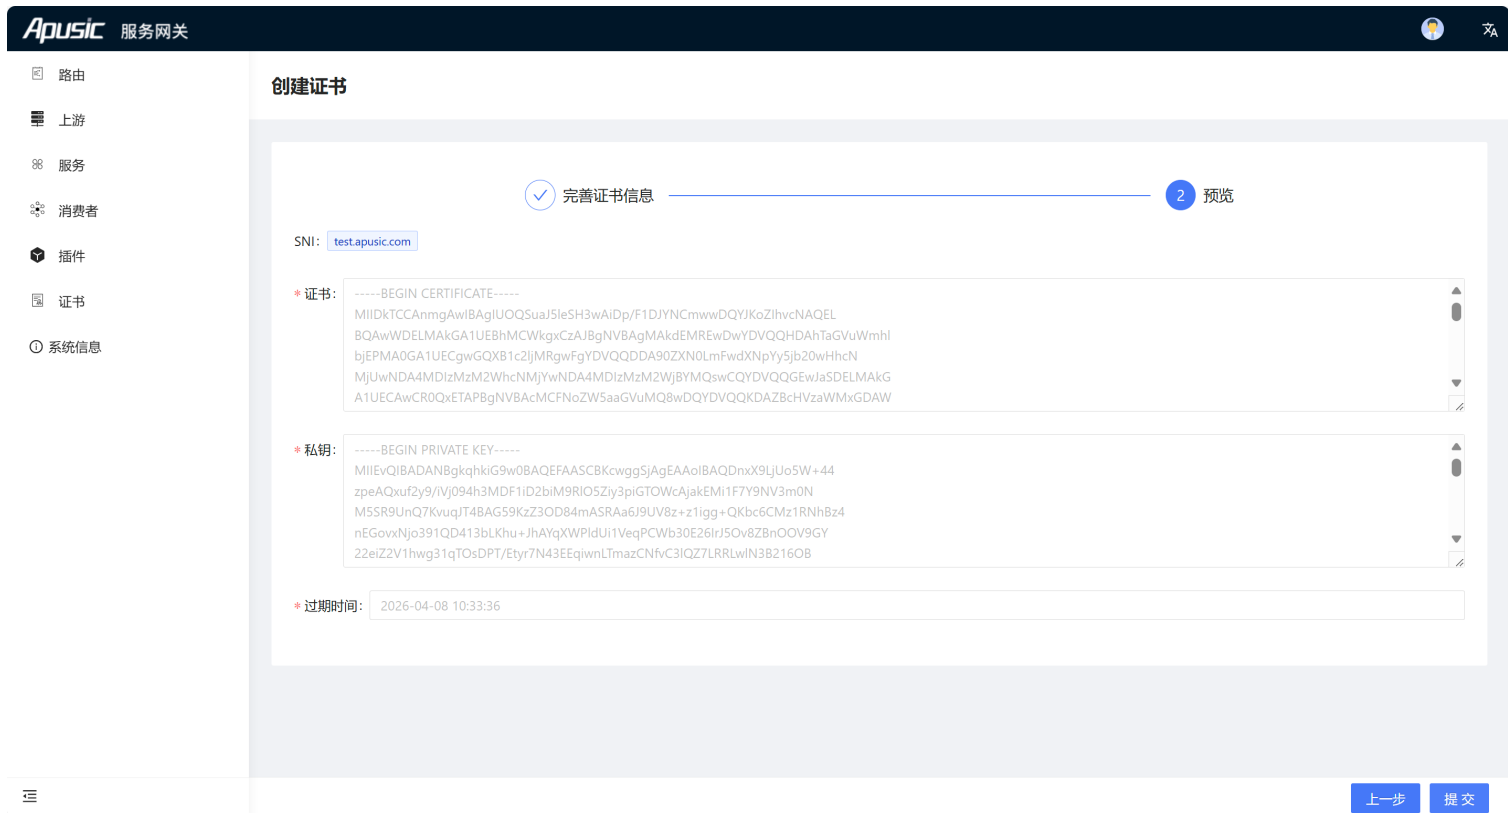 Apusic 服务网关
路由
上游
服务
消费者
插件
证书
系统信息
创建证书
完善证书信息
2 预览
SNI: test.apusic.com
* 证书:
-----BEGIN CERTIFICATE-----
MIIDkTCCAnmgAwIBAgIUOQSuaJ5leSH3wAiDp/F1DJYNCmwwDQYJKoZIhvcNAQEL
BQAwWDELMAkGA1UEBhMCWkgxCzAJBgNVBAgMAkdEMREwDwYDVQQHDAhTaGVuWmhl
bjEPMA0GA1UECgwGQXB1c2ljMRgwFgYDVQQDDA90ZXN0LmFwdXNpYy5jb20wHhcN
MjUwNDA4MDIzMzM2WhcNMjYwNDA4MDIzMzM2WjBYMQswCQYDVQQGEwJaSDELMAkG
A1UECAwCR0QxETAPBgNVBAcMCFNoZW5aaGVuMQ8wDQYDVQQKDAZBcHVzaWMxGDAW
* 私钥:
-----BEGIN PRIVATE KEY-----
MIIEvQIBADANBgkqhkiG9w0BAQEFAASCBKcwggSjAgEAAoIBAQDnxX9LjUo5W+44
zpeAQxuf2y9/iVj094h3MDF1iD2biM9RIO5Ziy3piGTOWcAjakEMi1F7Y9NV3m0N
M5SR9UnQ7KvuqJT4BAG59KzZ3OD84mASRAa6J9UV8z+z1igg+QKbc6CMz1RNhBz4
nEGovxNjo391QD413bLKhu+JhAYqXWPldUi1VeqPCWb30E26IrJ5Ov8ZBnOOV9GY
22eiZ2V1hwg31qTOsDPT/Etyr7N43EEqiwnLTmazCNfvC3lQZ7LRRLwlN3B216OB
* 过期时间: 2026-04-08 10:33:36
上一步
提 交